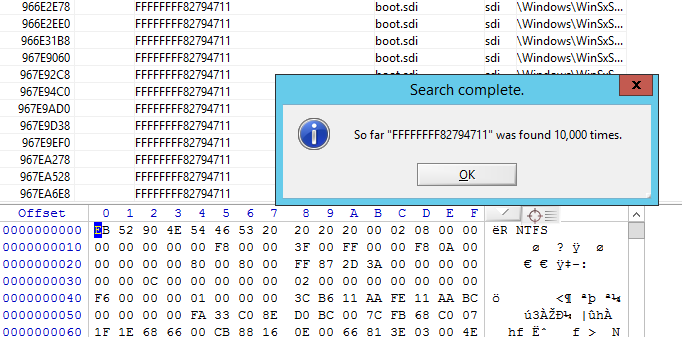 966E2E78 FFFFFFFF82794711 boot.sdi sdi \Windows\WinSxS...
966E2EE0 FFFFFFFF82794711 boot.sdi sdi \Windows\WinSxS...
966E31B8 FFFFFFFF82794711 boot.sdi sdi \Windows\WinSxS...
967E9060 FFFFFFFF82794711 boot.sdi sdi \Windows\WinSxS...
967E92C8 FFFFFFFF82794711 boot.sdi sdi \Windows\WinSxS...
967E94C0 FFFFFFFF82794711
967E9AD0 FFFFFFFF82794711
967E9D38 FFFFFFFF82794711
967E9EF0 FFFFFFFF82794711
967EA278 FFFFFFFF82794711
967EA528 FFFFFFFF82794711
967EA6E8 FFFFFFFF82794711
Search complete.
x
So far "FFFFFFFF82794711" was found 10,000 times.
OK
Offset 0 1 2 3 4 5 6 7 8 9 A B C D E F
0000000000 EB 52 90 4E 54 46 53 20 20 20 20 00 02 08 00 00 ëR NTFS
0000000010 00 00 00 00 00 F8 00 00 3F 00 FF 00 00 F8 0A 00 ø ? ÿ ø
0000000020 00 00 00 00 80 00 80 00 FF 87 2D 3A 00 00 00 00 € € ÿ‡-:
0000000030 00 00 0C 00 00 00 00 00 02 00 00 00 00 00 00 00
0000000040 F6 00 00 00 01 00 00 00 3C B6 11 AA FE 11 AA BC ö <¶ ªþ ª¼
0000000050 00 00 00 00 FA 33 C0 8E D0 BC 00 7C FB 68 C0 07 ú3ÀŽÐ¼ |ûhÀ
0000000060 1F 1E 68 66 00 CB 88 16 0E 00 66 81 3E 03 00 4E hf Ëˆ f > N